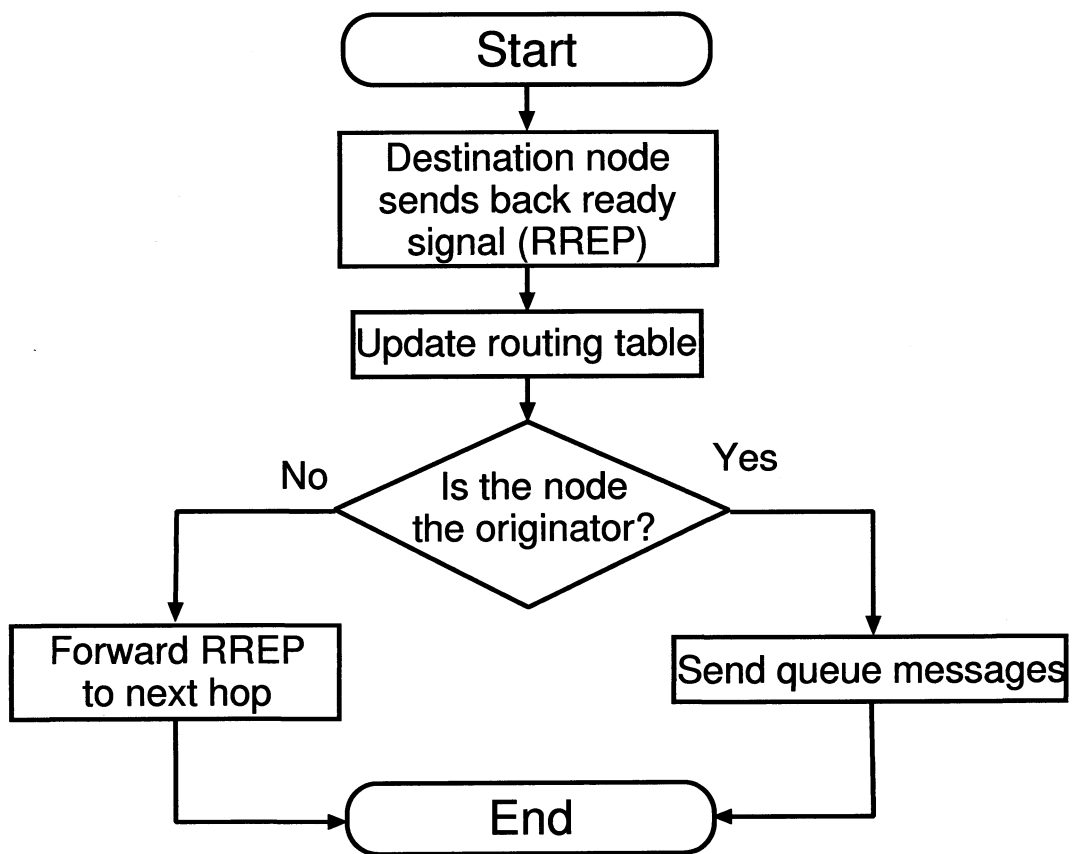 Start
Destination node
sends back ready
signal (RREP)
Update routing table
Is the node
the originator?
No
Yes
Forward RREP
to next hop
Send queue messages
End